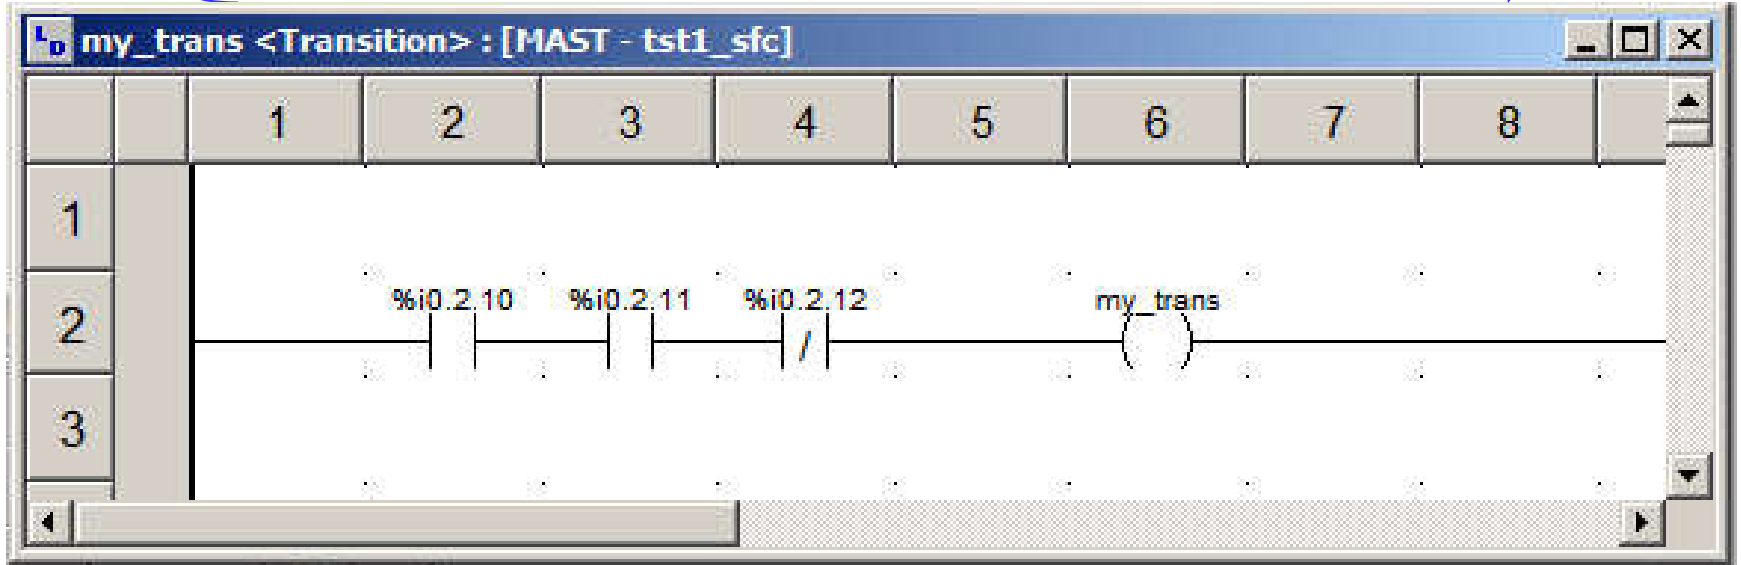 LD my_trans <Transition> : [MAST - tst1_sfc]
1 2 3 4 5 6 7 8
1
%i0.2.10 %i0.2.11 %i0.2.12 my_trans
2
/
3